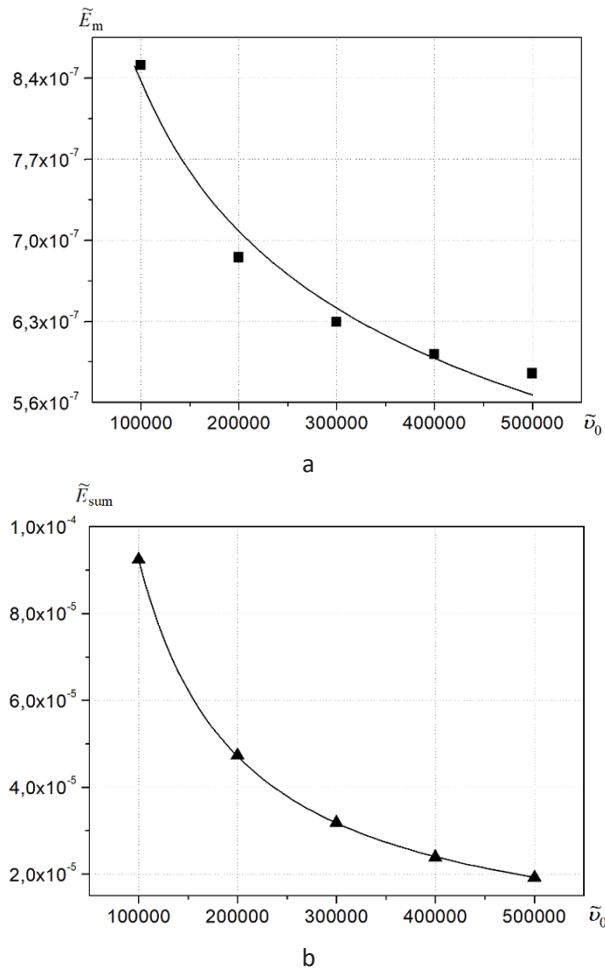 Ẽm
8,4x10⁻⁷
7,7x10⁻⁷
7,0x10⁻⁷
6,3x10⁻⁷
5,6x10⁻⁷
100000 200000 300000 400000 500000 ṽ₀
a
Ẽsum
1,0x10⁻⁴
8,0x10⁻⁵
6,0x10⁻⁵
4,0x10⁻⁵
2,0x10⁻⁵
100000 200000 300000 400000 500000 ṽ₀
b